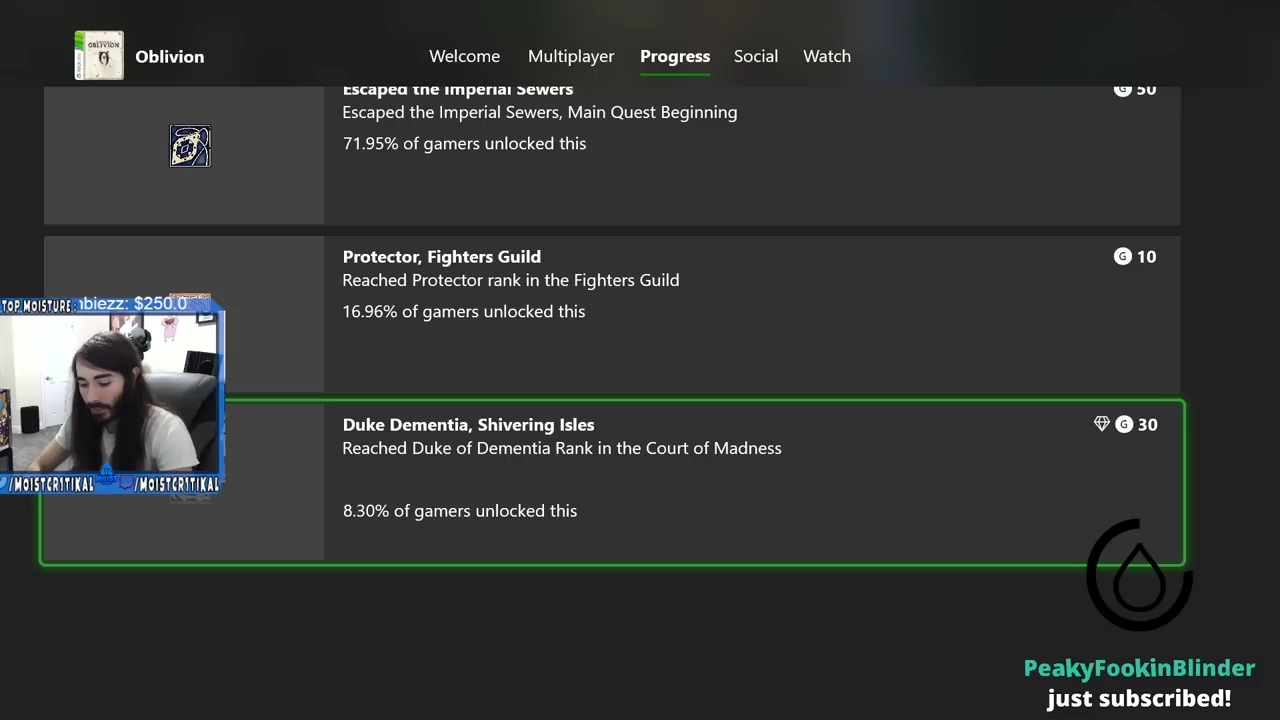 OBLIVION
Oblivion
Welcome Multiplayer Progress Social Watch
Escaped the Imperial Sewers
G 50
Escaped the Imperial Sewers, Main Quest Beginning
71.95% of gamers unlocked this
Protector, Fighters Guild
G 10
Reached Protector rank in the Fighters Guild
16.96% of gamers unlocked this
TOP MOISTURE: nbiezz: $250.0
Duke Dementia, Shivering Isles
G 30
Reached Duke of Dementia Rank in the Court of Madness
/MOISTCR1TIKAL /MOISTCR1TIKAL
8.30% of gamers unlocked this
PeakyFookinBlinder
just subscribed!